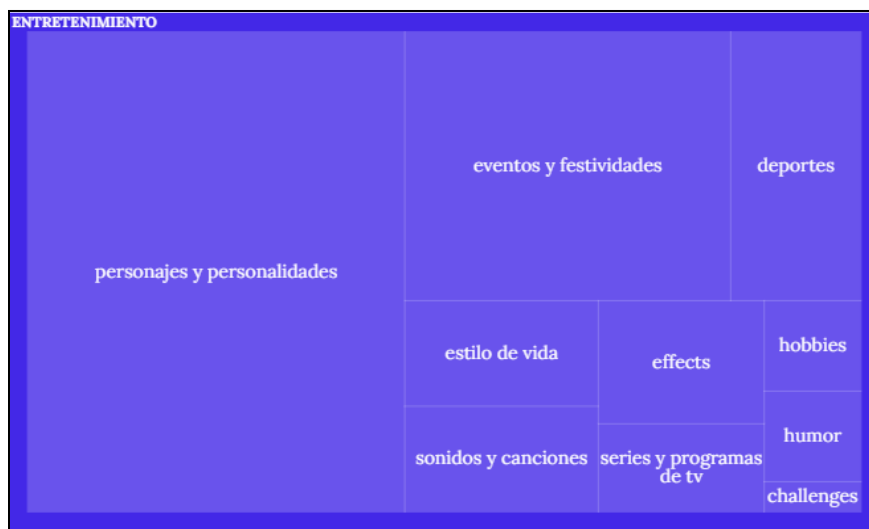 ENTRETENIMIENTO
personajes y personalidades
eventos y festividades
deportes
estilo de vida
effects
hobbies
sonidos y canciones
series y programas
de tv
humor
challenges